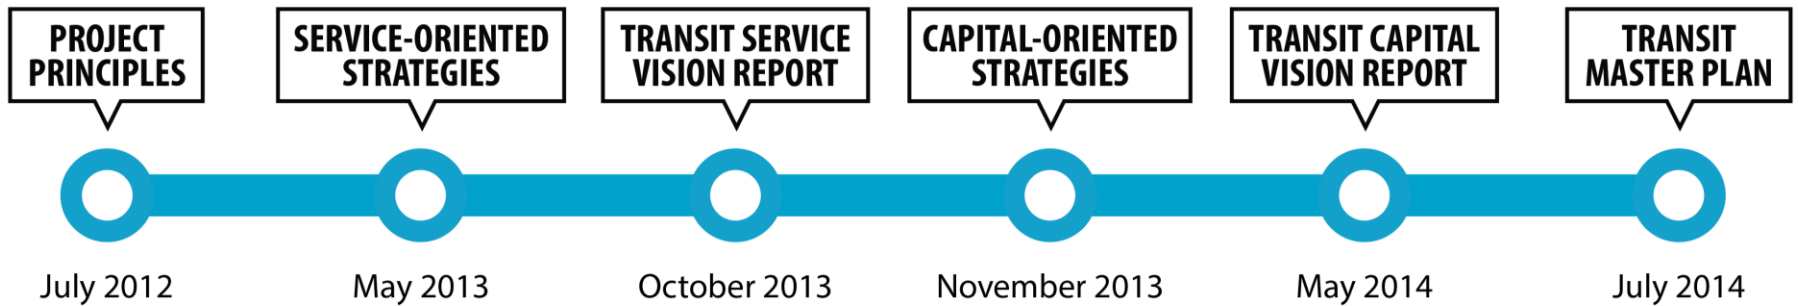 PROJECT
PRINCIPLES
SERVICE-ORIENTED
STRATEGIES
TRANSIT SERVICE
VISION REPORT
CAPITAL-ORIENTED
STRATEGIES
TRANSIT CAPITAL
VISION REPORT
TRANSIT
MASTER PLAN
July 2012
May 2013
October 2013
November 2013
May 2014
July 2014